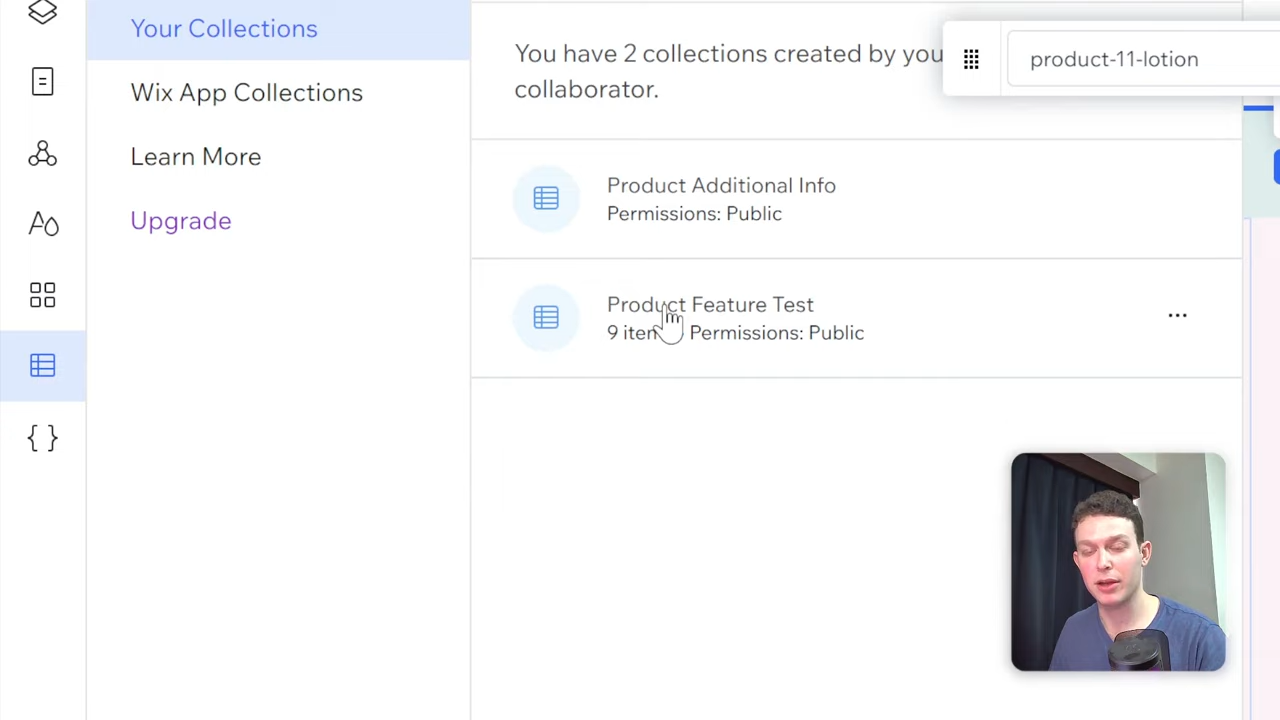 Your Collections
Wix App Collections
Learn More
Upgrade
You have 2 collections created by you
collaborator.
product-11-lotion
Product Additional Info
Permissions: Public
Product Feature Test
9 Permissions: Public